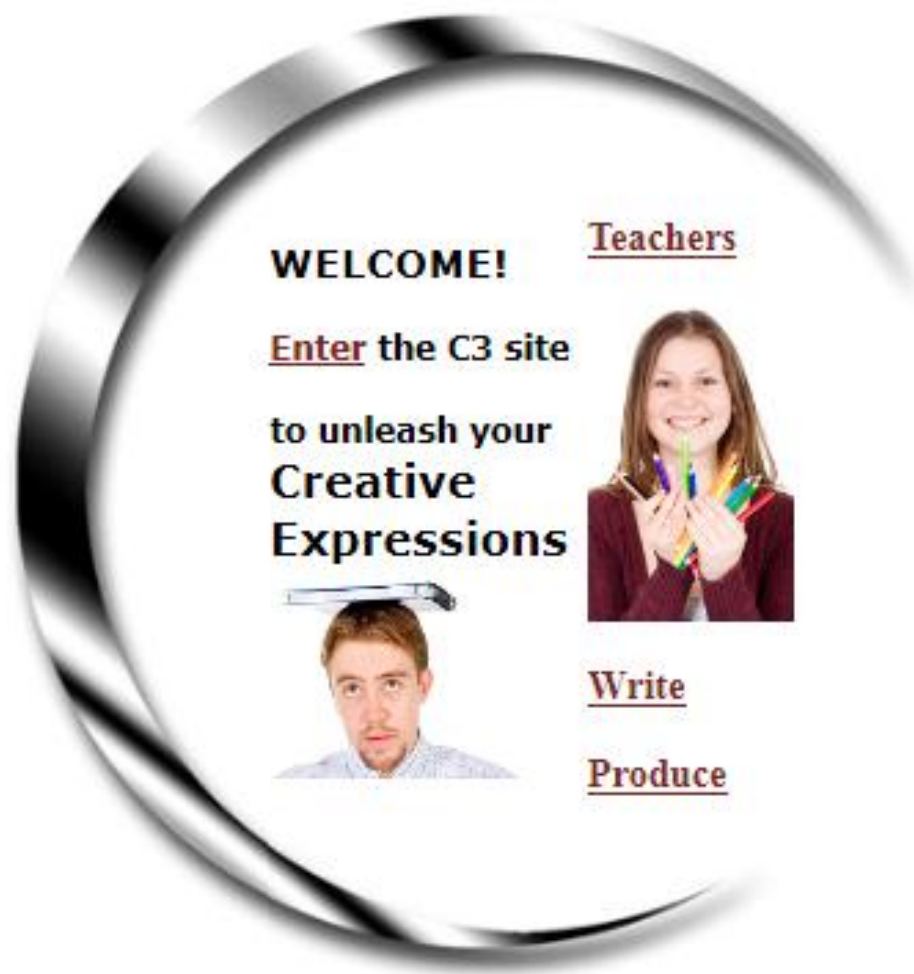 WELCOME!
Enter the C3 site
to unleash your
Creative
Expressions
Teachers
Write
Produce